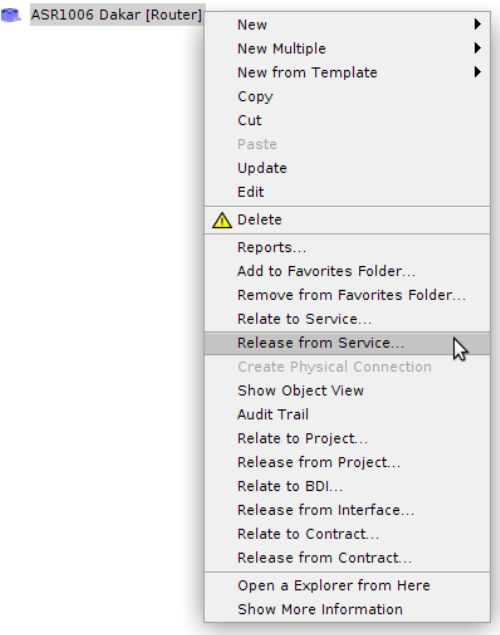 ASR1006 Dakar [Router]
New
New Multiple
New from Template
Copy
Cut
Paste
Update
Edit
Delete
Reports...
Add to Favorites Folder...
Remove from Favorites Folder...
Relate to Service...
Release from Service...
Create Physical Connection
Show Object View
Audit Trail
Relate to Project...
Release from Project...
Relate to BDI...
Release from Interface...
Relate to Contract...
Release from Contract...
Open a Explorer from Here
Show More Information